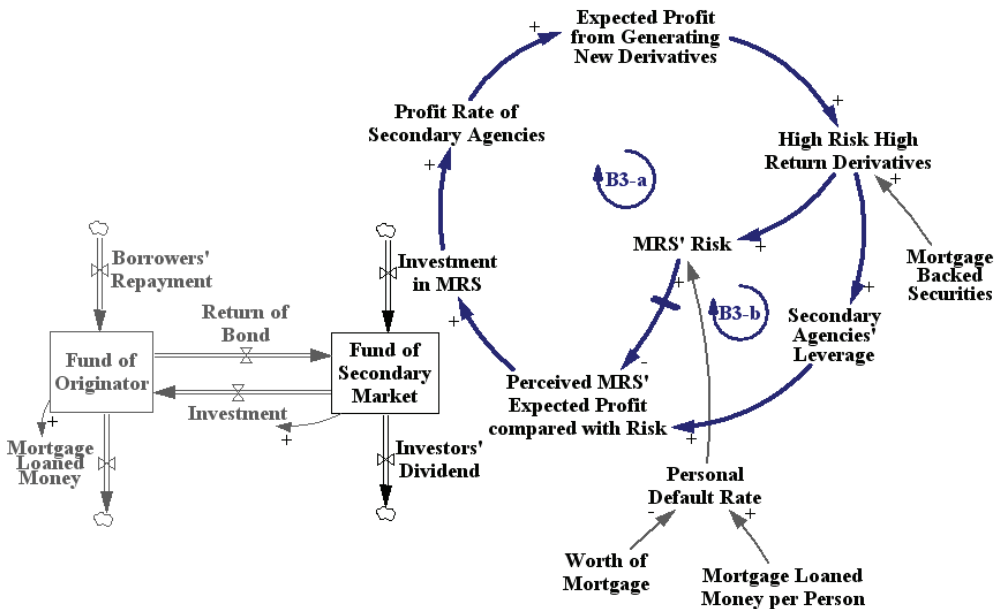 Expected Profit
from Generating
New Derivatives
+
+
Profit Rate of
Secondary Agencies
+
High Risk High
Return Derivatives
+
B3-a
MRS' Risk
+
Mortgage
Backed
Securities
Borrowers'
Repayment
Investment
in MRS
+
B3-b
+
Secondary
Agencies'
Leverage
Return of
Bond
Fund of
Originator
Fund of
Secondary
Market
+
-
Perceived MRS'
Expected Profit
compared with Risk
+
Investment
+
+
Mortgage
Loaned
Money
Investors'
Dividend
Personal
Default Rate
-
+
Worth of
Mortgage
Mortgage Loaned
Money per Person